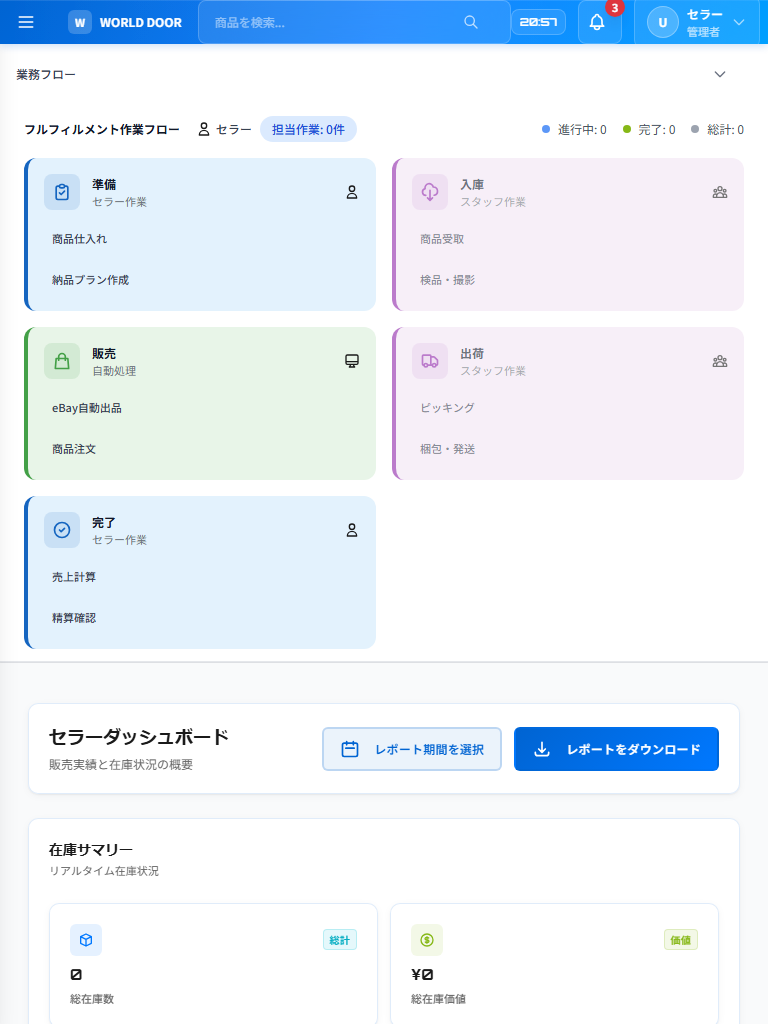 W WORLD DOOR 商品を検索... 20:57 3 U セラー 管理者
業務フロー
フルフィルメント作業フロー セラー 担当作業: 0件 進行中: 0 完了: 0 総計: 0
準備
セラー作業
商品仕入れ
納品プラン作成
入庫
スタッフ作業
商品受取
検品・撮影
販売
自動処理
eBay自動出品
商品注文
出荷
スタッフ作業
ピッキング
梱包・発送
完了
セラー作業
売上計算
精算確認
セラーダッシュボード
販売実績と在庫状況の概要
レポート期間を選択 レポートをダウンロード
在庫サマリー
リアルタイム在庫状況
総計
0
総在庫数
価値
¥0
総在庫価値